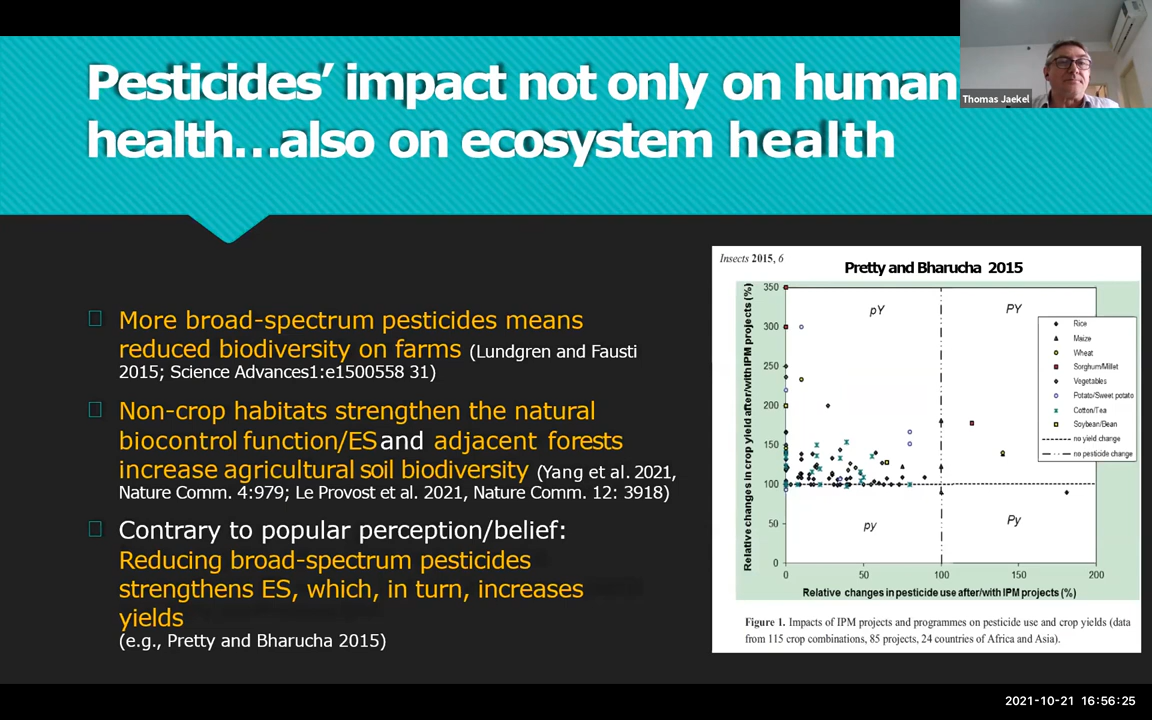 Pesticides’ impact not only on human
health…also on ecosystem health
Thomas Jaekel
More broad-spectrum pesticides means
reduced biodiversity on farms (Lundgren and Fausti
2015; Science Advances1:e1500558 31)
Non-crop habitats strengthen the natural
biocontrol function/ES and adjacent forests
increase agricultural soil biodiversity (Yang et al. 2021,
Nature Comm. 4:979; Le Provost et al. 2021, Nature Comm. 12: 3918)
Contrary to popular perception/belief:
Reducing broad-spectrum pesticides
strengthens ES, which, in turn, increases
yields
(e.g., Pretty and Bharucha 2015)
Insects 2015, 6
Pretty and Bharucha 2015
Relative changes in crop yield after/with IPM projects (%)
350
300
250
200
150
100
50
0
pY
PY
py
Py
Rice
Maize
Wheat
Sorghum/Millet
Vegetables
Potato/Sweet potato
Cotton/Tea
Soybean/Bean
no yield change
no pesticide change
0 50 100 150 200
Relative changes in pesticide use after/with IPM projects (%)
Figure 1. Impacts of IPM projects and programmes on pesticide use and crop yields (data
from 115 crop combinations, 85 projects, 24 countries of Africa and Asia).
2021-10-21 16:56:25